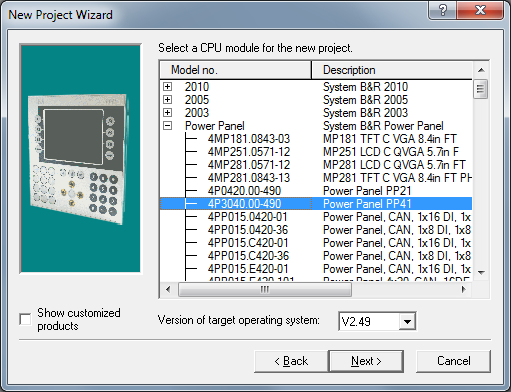 New Project Wizard
Select a CPU module for the new project.
Model no. Description
2010 System B&R 2010
2005 System B&R 2005
2003 System B&R 2003
Power Panel System B&R Power Panel
4MP181.0843-03 MP181 TFT C VGA 8.4in FT
4MP251.0571-12 MP251 LCD C QVGA 5.7in F
4MP281.0571-12 MP281 LCD C QVGA 5.7in F
4MP281.0843-13 MP281 TFT C VGA 8.4in FT PH
4P0420.00-490 Power Panel PP21
4P3040.00-490 Power Panel PP41
4PP015.0420-01 Power Panel, CAN, 1x16 DI, 1x
4PP015.0420-36 Power Panel, CAN, 1x8 DI, 1x8
4PP015.C420-01 Power Panel, CAN, 1x16 DI, 1x
4PP015.C420-36 Power Panel, CAN, 1x8 DI, 1x8
4PP015.E420-01 Power Panel, CAN, 1x16 DI, 1x
Show customized
products
Version of target operating system: V2.49
< Back Next > Cancel